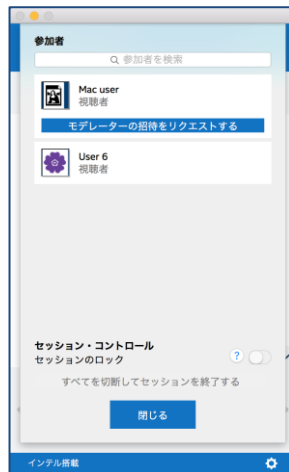 参加者
参加者を検索
Mac user
視聴者
モデレーターの招待をリクエストする
User 6
視聴者
セッション・コントロール
セッションのロック
?
すべてを切断してセッションを終了する
閉じる
インテル搭載